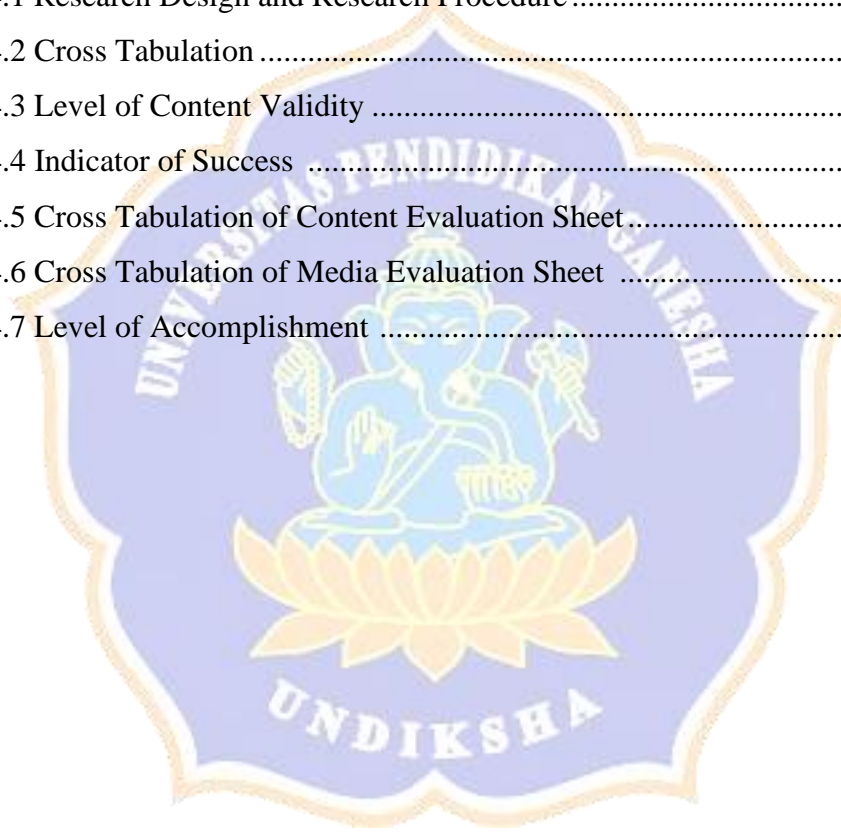 .1 Research Design and Research Procedure
.2 Cross Tabulation
.3 Level of Content Validity
.4 Indicator of Success
.5 Cross Tabulation of Content Evaluation Sheet
.6 Cross Tabulation of Media Evaluation Sheet
.7 Level of Accomplishment
UNIVERSITAS PENDIDIKAN GANESHA
UNDIKSHA